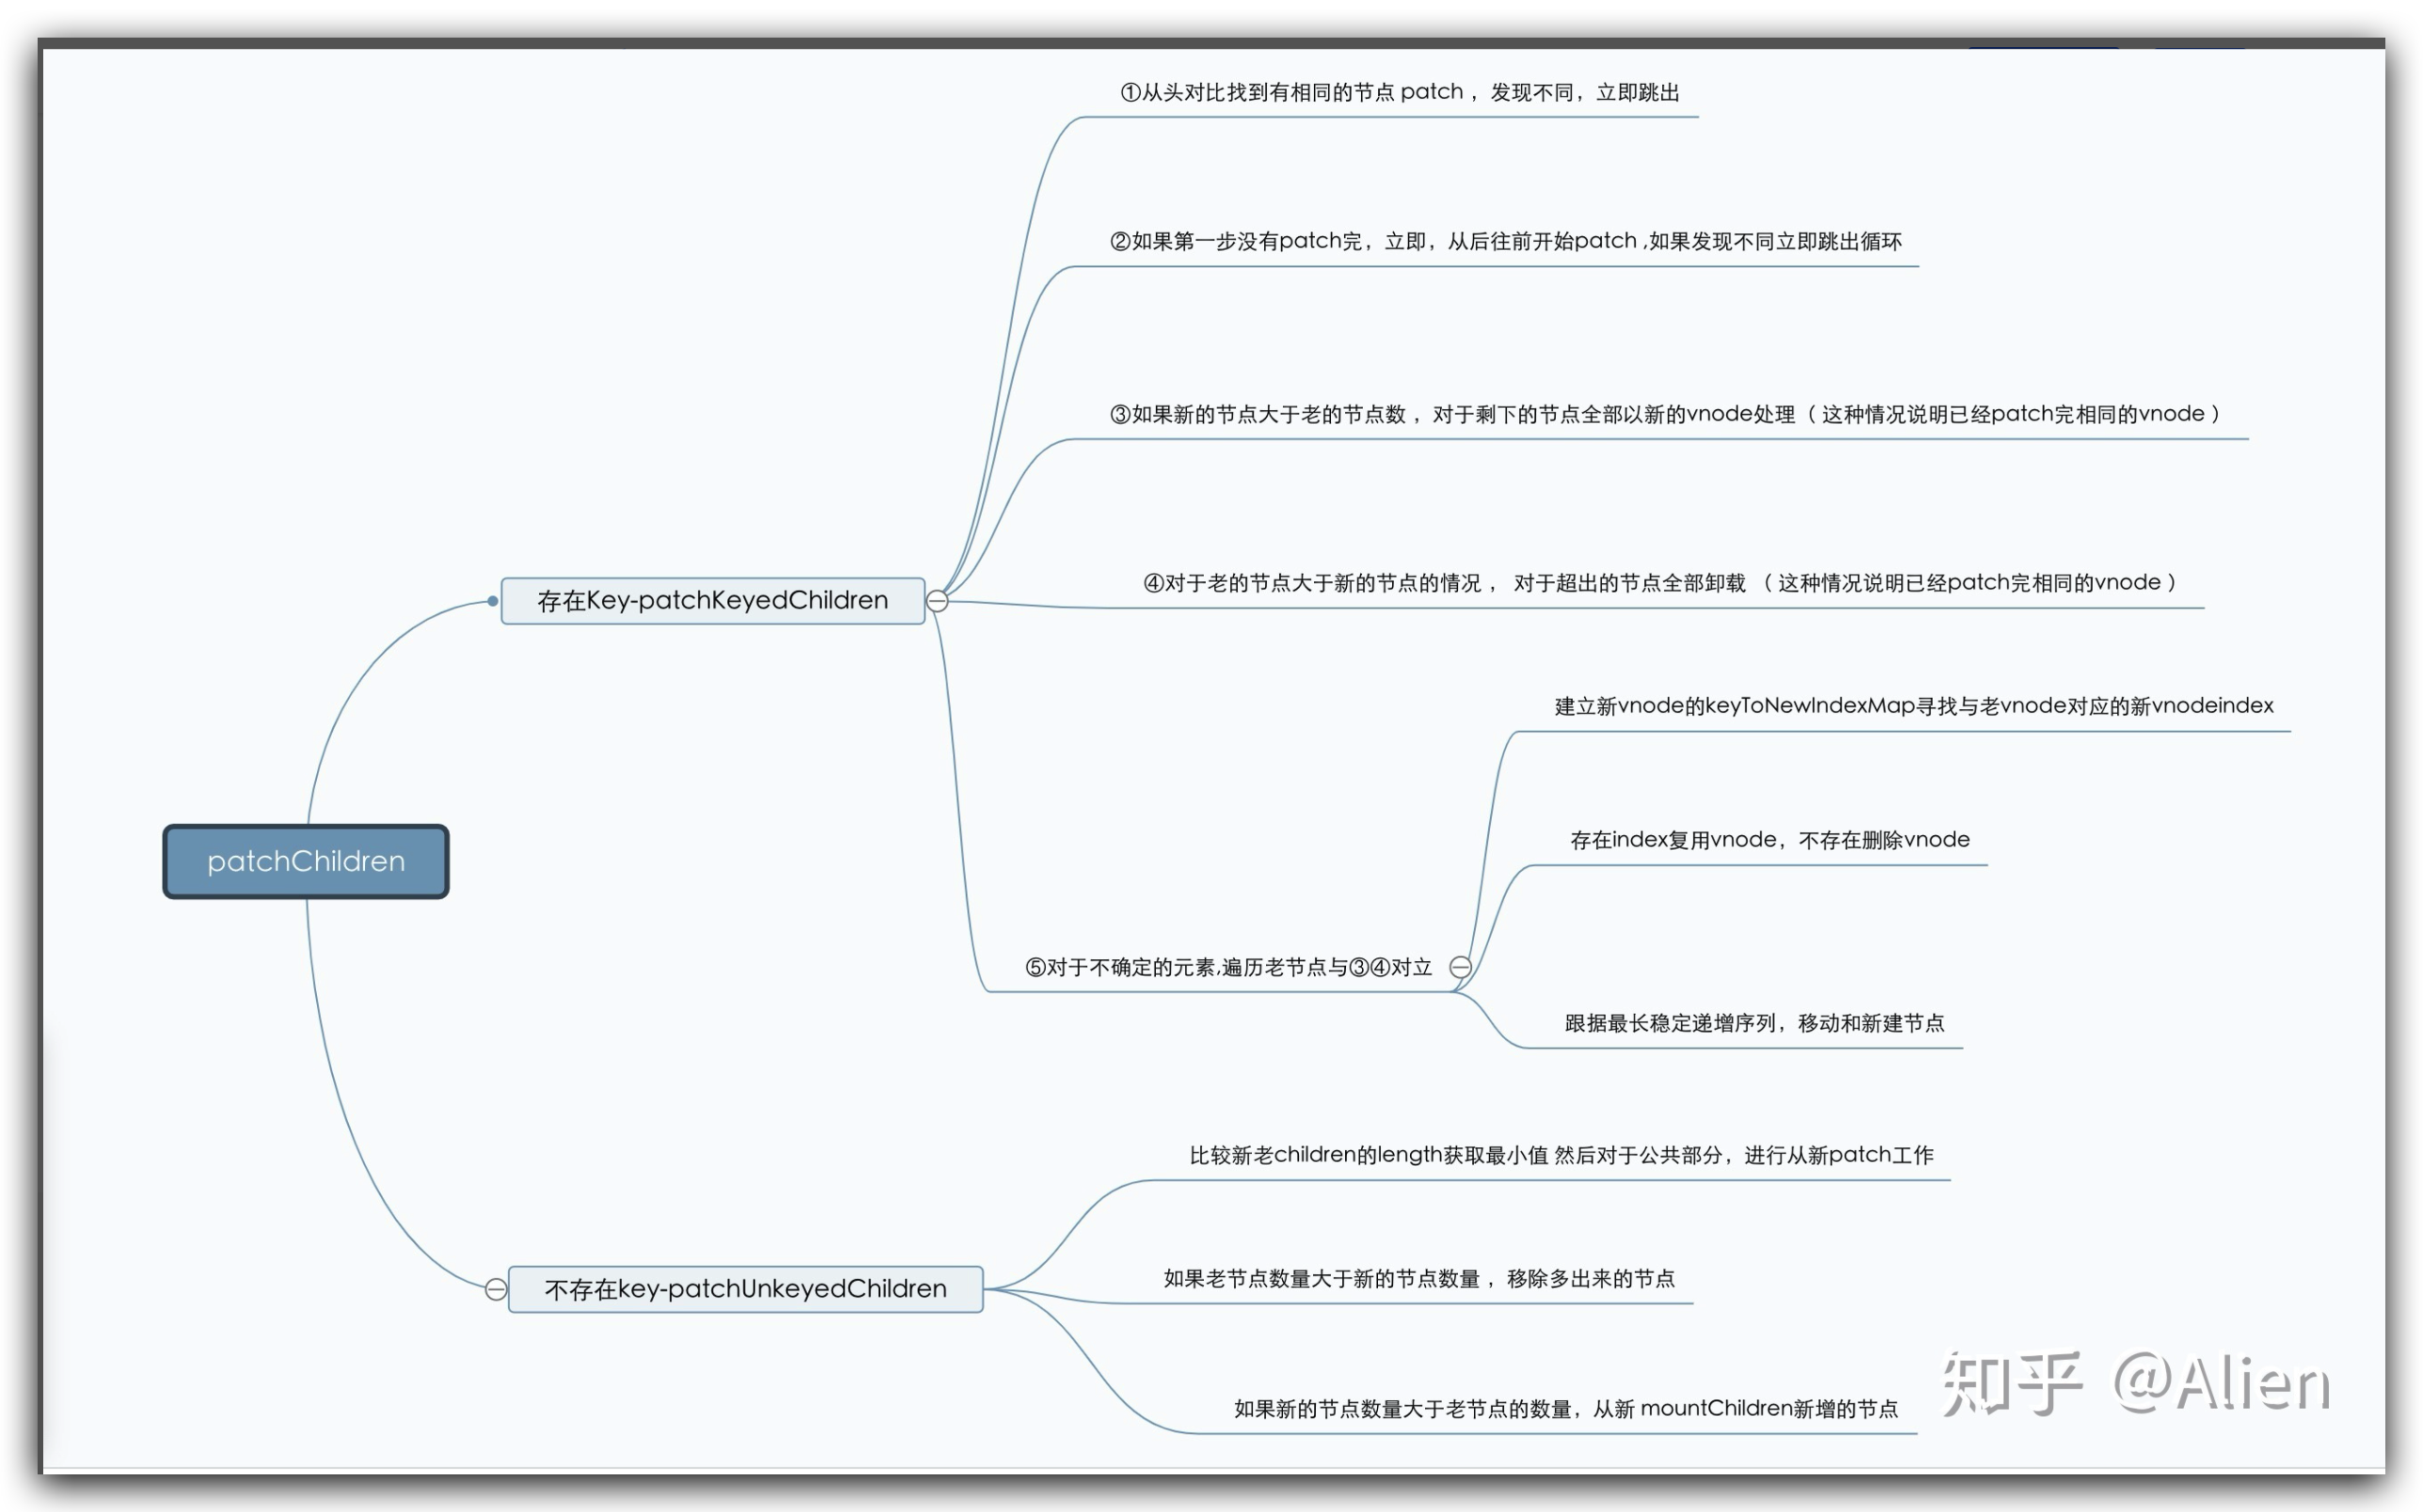 ①从头对比找到有相同的节点 patch ，发现不同，立即跳出
②如果第一步没有patch完，立即，从后往前开始patch ,如果发现不同立即跳出循环
③如果新的节点大于老的节点数 ，对于剩下的节点全部以新的vnode处理（ 这种情况说明已经patch完相同的vnode ）
存在Key-patchKeyedChildren
④对于老的节点大于新的节点的情况 ， 对于超出的节点全部卸载 （ 这种情况说明已经patch完相同的vnode ）
建立新vnode的keyToNewIndexMap寻找与老vnode对应的新vnodeindex
存在index复用vnode，不存在删除vnode
patchChildren
⑤对于不确定的元素,遍历老节点与③④对立
跟据最长稳定递增序列，移动和新建节点
比较新老children的length获取最小值 然后对于公共部分，进行从新patch工作
不存在key-patchUnkeyedChildren
如果老节点数量大于新的节点数量 ，移除多出来的节点
如果新的节点数量大于老节点的数量，从新 mountChildren新增的节点
知乎 @Alien